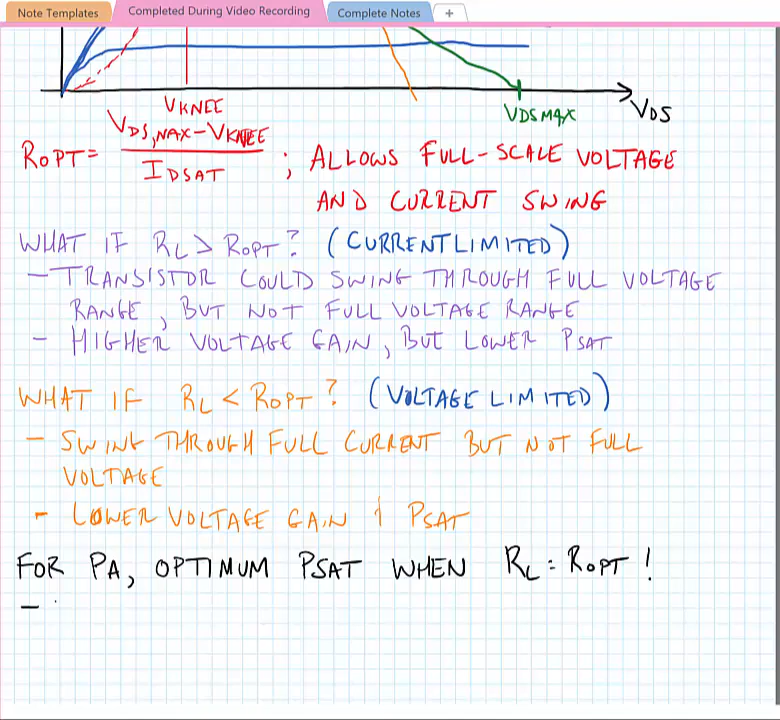 Note Templates
Completed During Video Recording
Complete Notes
+
VKNEE
VDSMAX
VDS
ROPT = VDS,MAX - VKNEE / IDSAT ; ALLOWS FULL-SCALE VOLTAGE
AND CURRENT SWING
WHAT IF RL > ROPT? (CURRENT LIMITED)
- TRANSISTOR COULD SWING THROUGH FULL VOLTAGE
RANGE, BUT NOT FULL VOLTAGE RANGE
- HIGHER VOLTAGE GAIN, BUT LOWER PSAT
WHAT IF RL < ROPT? (VOLTAGE LIMITED)
- SWING THROUGH FULL CURRENT BUT NOT FULL
VOLTAGE
- LOWER VOLTAGE GAIN & PSAT
FOR PA, OPTIMUM PSAT WHEN RL = ROPT!
-